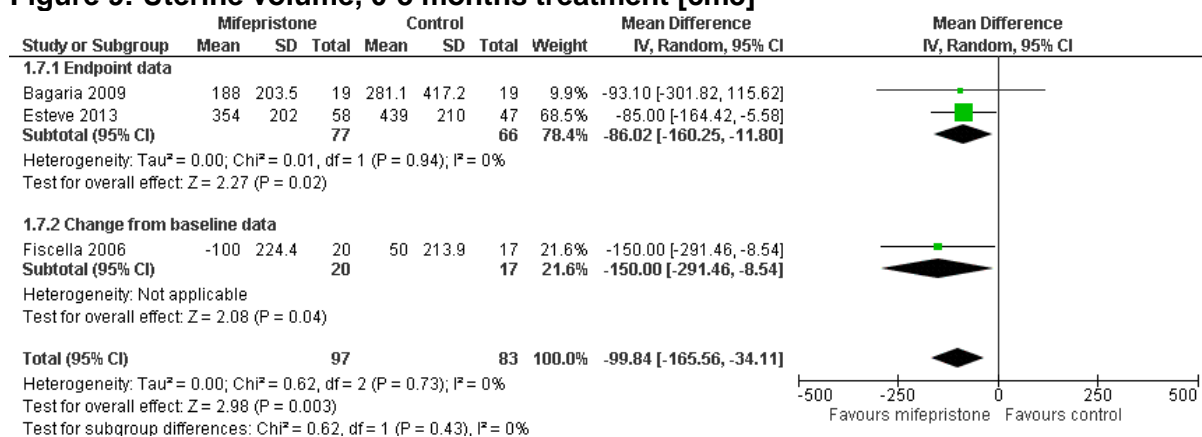 Figure 9: Uterine volume, 0-6 months treatment [cm3]
Mifepristone Control Mean Difference Mean Difference
Study or Subgroup Mean SD Total Mean SD Total Weight IV, Random, 95% CI IV, Random, 95% CI
1.7.1 Endpoint data
Bagaria 2009 188 203.5 19 281.1 417.2 19 9.9% -93.10 [-301.82, 115.62]
Esteve 2013 354 202 58 439 210 47 68.5% -85.00 [-164.42, -5.58]
Subtotal (95% CI) 77 66 78.4% -86.02 [-160.25, -11.80]
Heterogeneity: Tau² = 0.00; Chi² = 0.01, df = 1 (P = 0.94); I² = 0%
Test for overall effect: Z = 2.27 (P = 0.02)
1.7.2 Change from baseline data
Fiscella 2006 -100 224.4 20 50 213.9 17 21.6% -150.00 [-291.46, -8.54]
Subtotal (95% CI) 20 17 21.6% -150.00 [-291.46, -8.54]
Heterogeneity: Not applicable
Test for overall effect: Z = 2.08 (P = 0.04)
Total (95% CI) 97 83 100.0% -99.84 [-165.56, -34.11]
Heterogeneity: Tau² = 0.00; Chi² = 0.62, df = 2 (P = 0.73); I² = 0%
Test for overall effect: Z = 2.98 (P = 0.003)
Test for subgroup differences: Chi² = 0.62, df = 1 (P = 0.43), I² = 0%
-500 -250 0 250 500
Favours mifepristone Favours control